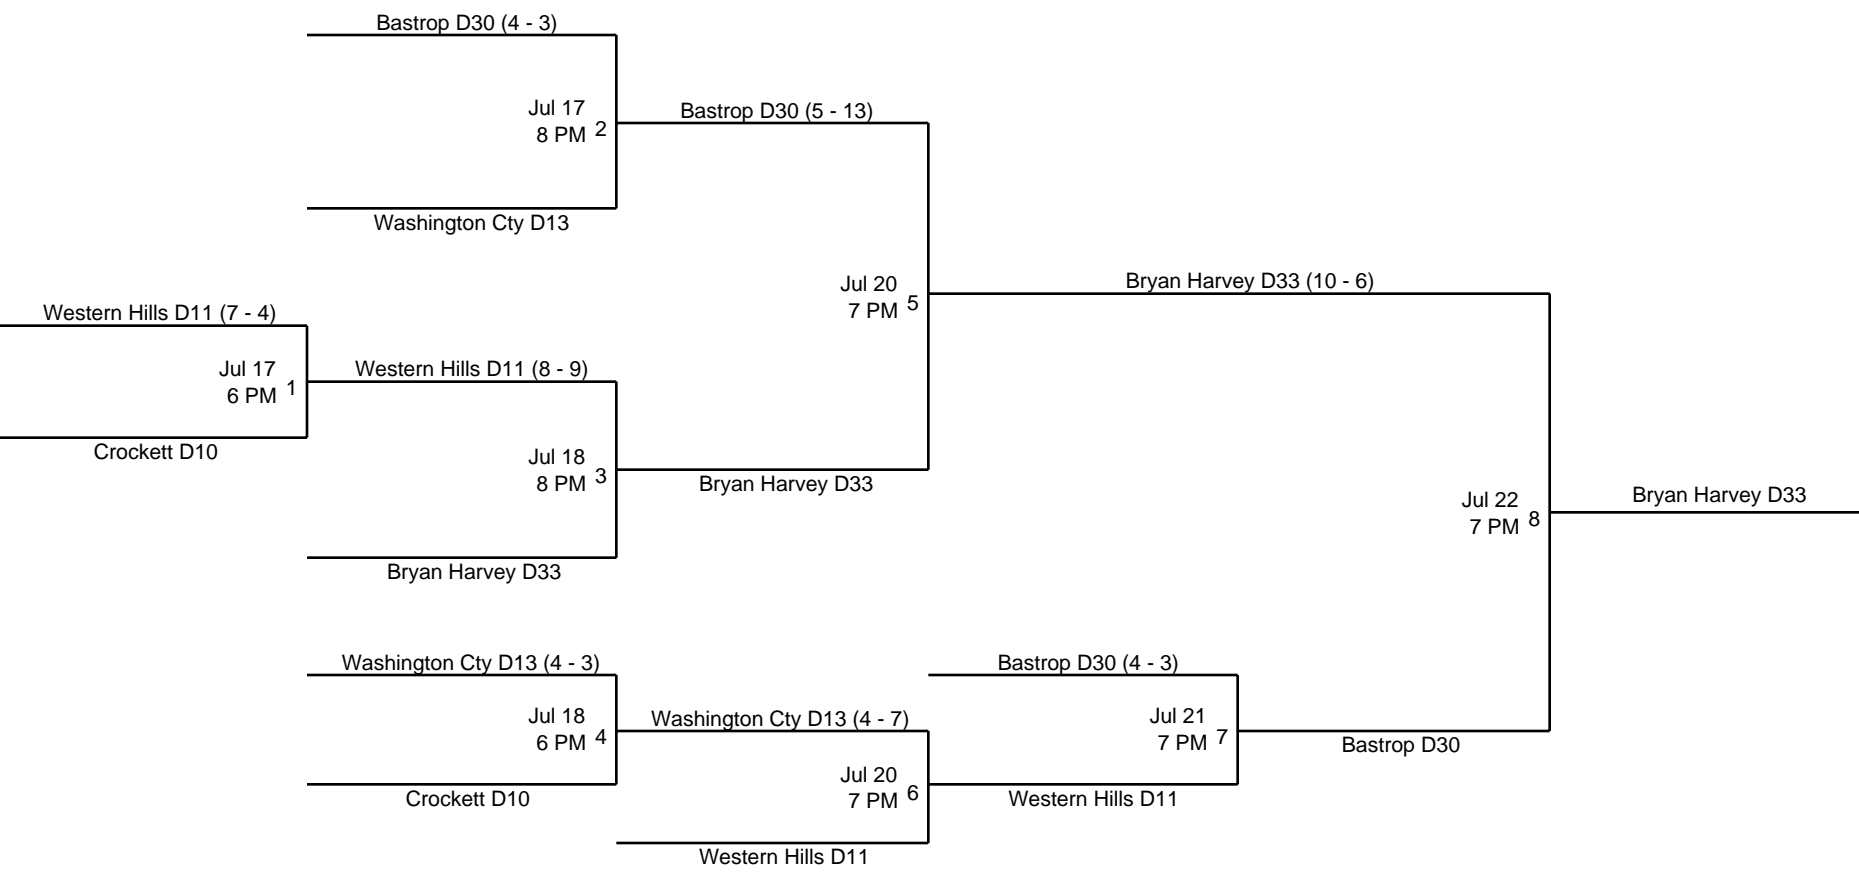 Bastrop D30 (4 - 3)
Jul 17
8 PM 2
Washington Cty D13
Bastrop D30 (5 - 13)
Western Hills D11 (7 - 4)
Jul 17
6 PM 1
Crockett D10
Western Hills D11 (8 - 9)
Jul 18
8 PM 3
Bryan Harvey D33
Jul 20
7 PM 5
Bryan Harvey D33
Bryan Harvey D33 (10 - 6)
Washington Cty D13 (4 - 3)
Jul 18
6 PM 4
Crockett D10
Washington Cty D13 (4 - 7)
Jul 20
7 PM 6
Western Hills D11
Bastrop D30 (4 - 3)
Jul 21
7 PM 7
Western Hills D11
Bastrop D30
Jul 22
7 PM 8
Bryan Harvey D33